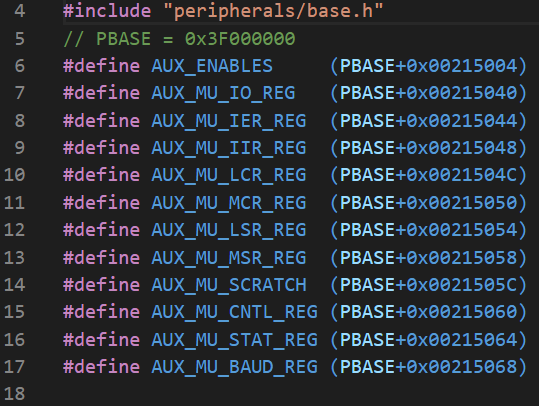 4 #include "peripherals/base.h"
5 // PBASE = 0x3F000000
6 #define AUX_ENABLES (PBASE+0x00215004)
7 #define AUX_MU_IO_REG (PBASE+0x00215040)
8 #define AUX_MU_IER_REG (PBASE+0x00215044)
9 #define AUX_MU_IIR_REG (PBASE+0x00215048)
10 #define AUX_MU_LCR_REG (PBASE+0x0021504C)
11 #define AUX_MU_MCR_REG (PBASE+0x00215050)
12 #define AUX_MU_LSR_REG (PBASE+0x00215054)
13 #define AUX_MU_MSR_REG (PBASE+0x00215058)
14 #define AUX_MU_SCRATCH (PBASE+0x0021505C)
15 #define AUX_MU_CNTL_REG (PBASE+0x00215060)
16 #define AUX_MU_STAT_REG (PBASE+0x00215064)
17 #define AUX_MU_BAUD_REG (PBASE+0x00215068)
18